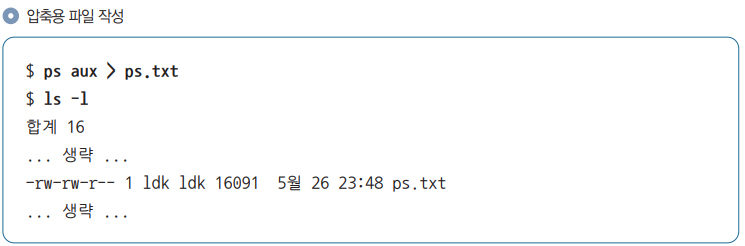 압축용 파일 작성
$ ps aux > ps.txt
$ ls -l
합계 16
... 생략 ...
-rw-rw-r-- 1 ldk ldk 16091  5월 26 23:48 ps.txt
... 생략 ...